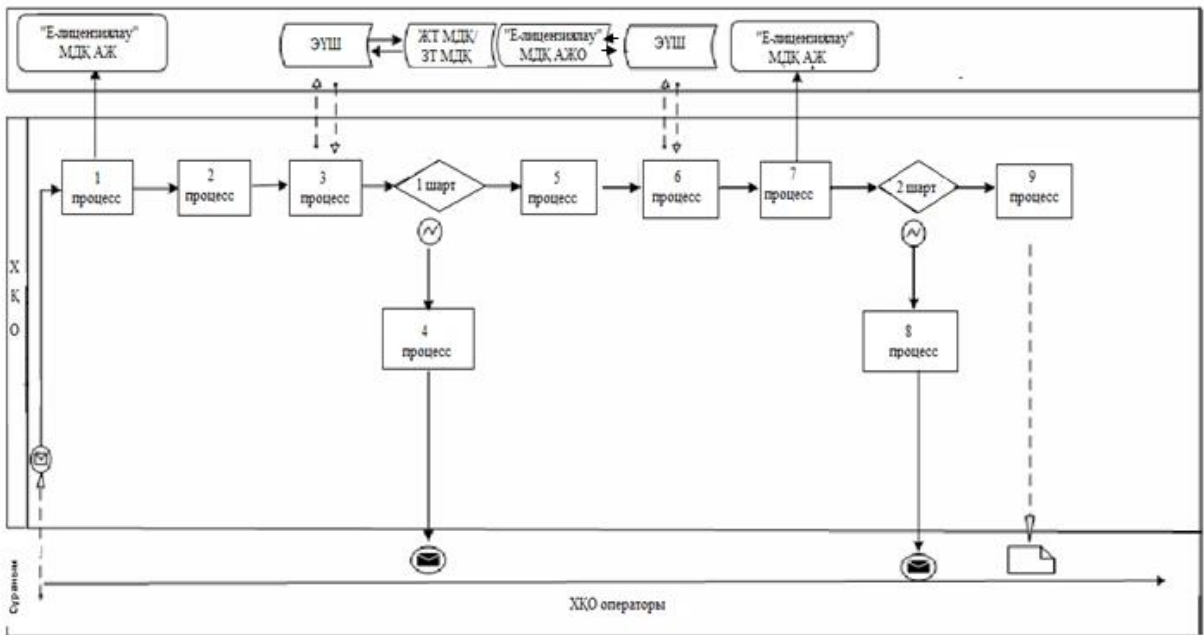 "Е-лицензиялау"
МДҚ АЖ
ЭҮШ
ЖТ МДК/
ЗТ МДҚ
"Е-лицензиялау"
МДҚ АЖО
ЭҮШ
"Е-лицензиялау"
МДҚ АЖ
1
процесс
2
процесс
3
процесс
1 шарт
5
процесс
6
процесс
7
процесс
2 шарт
9
процесс
Х
Қ
О
4
процесс
8
процесс
Сұраным
ХҚО операторы